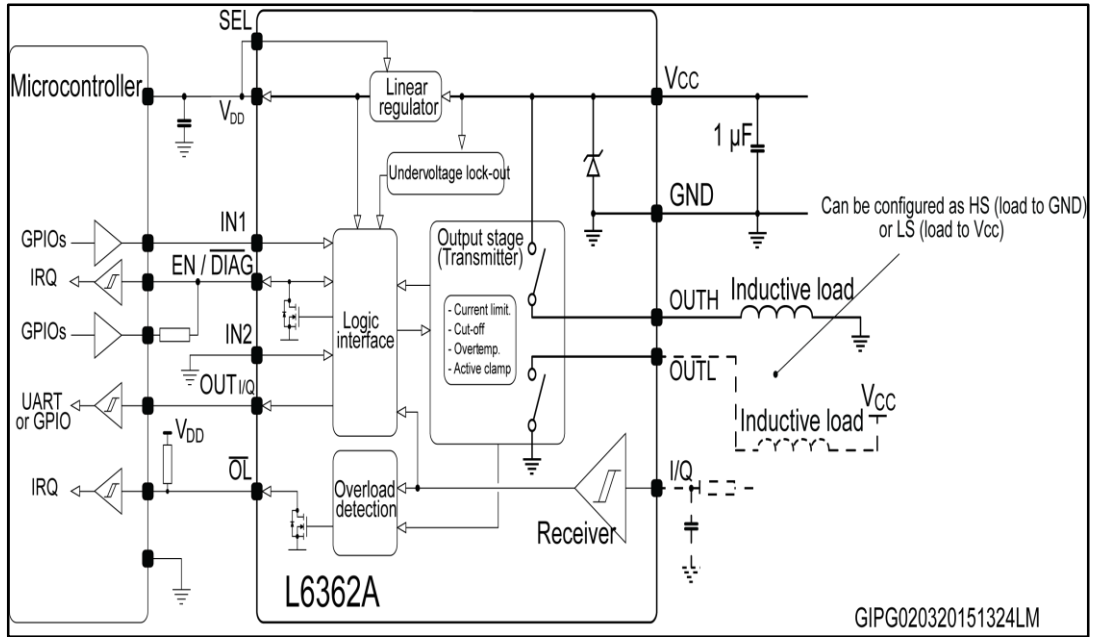 SEL
Microcontroller
VDD
Linear
regulator
VCC
1 µF
Undervoltage lock-out
GND
Can be configured as HS (load to GND)
or LS (load to Vcc)
GPIOs
IN1
Output stage
(Transmitter)
IRQ
EN / DIAG
OUTH
Inductive load
- Current limit.
- Cut-off
- Overtemp.
- Active clamp
Logic
interface
GPIOs
IN2
OUTL
OUT I/Q
UART
or GPIO
VCC
Inductive load
VDD
I/Q
OL
IRQ
Overload
detection
Receiver
L6362A
GIPG020320151324LM